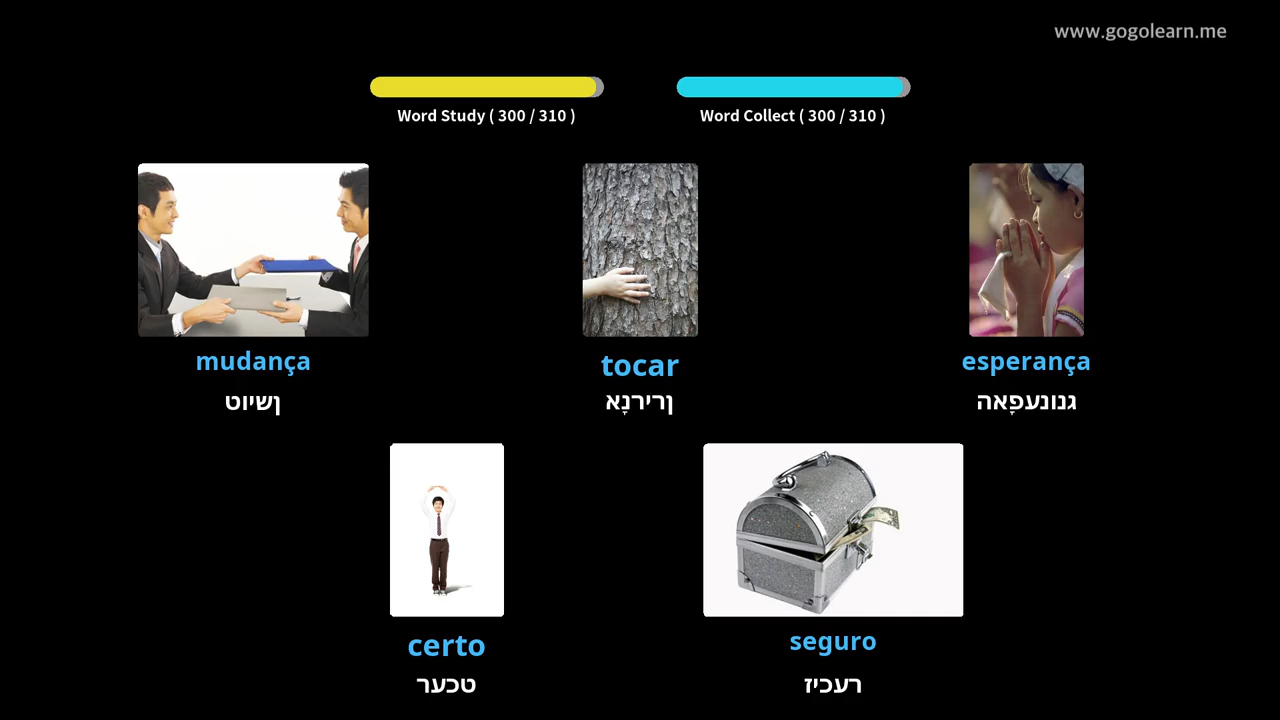 www.gogolearn.me
Word Study ( 300 / 310 )
Word Collect ( 300 / 310 )
mudança
ןשיוט
tocar
ןרירנָא
esperança
גנונעפָאה
certo
טכער
seguro
רעכיז